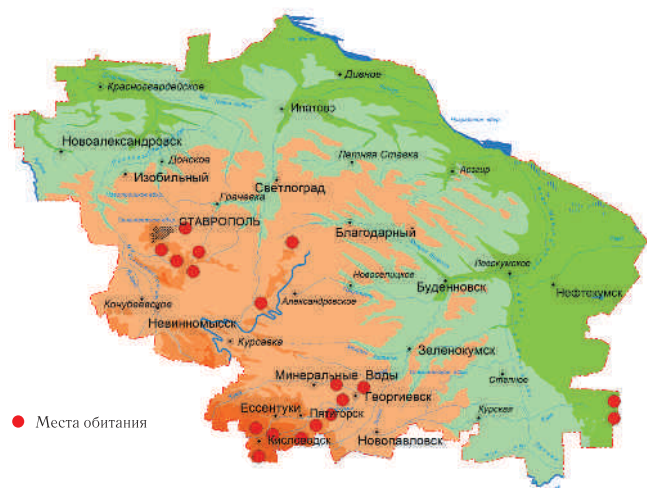 Дивное
Красногвардейское
Ипатово
Новоалександровск
Донское
Летняя Ставка
Арзгир
Изобильный
Светлоград
Грачевка
СТАВРОПОЛЬ
Благодарный
Левокумское
Новоселицкое
Буденновск
Нефтекумск
Кочубеевское
Александровское
Невинномысск
Курсавка
Зеленокумск
Минеральные Воды
Степное
Георгиевск
Ессентуки
Пятигорск
Курская
Места обитания
Кисловодск
Новопавловск